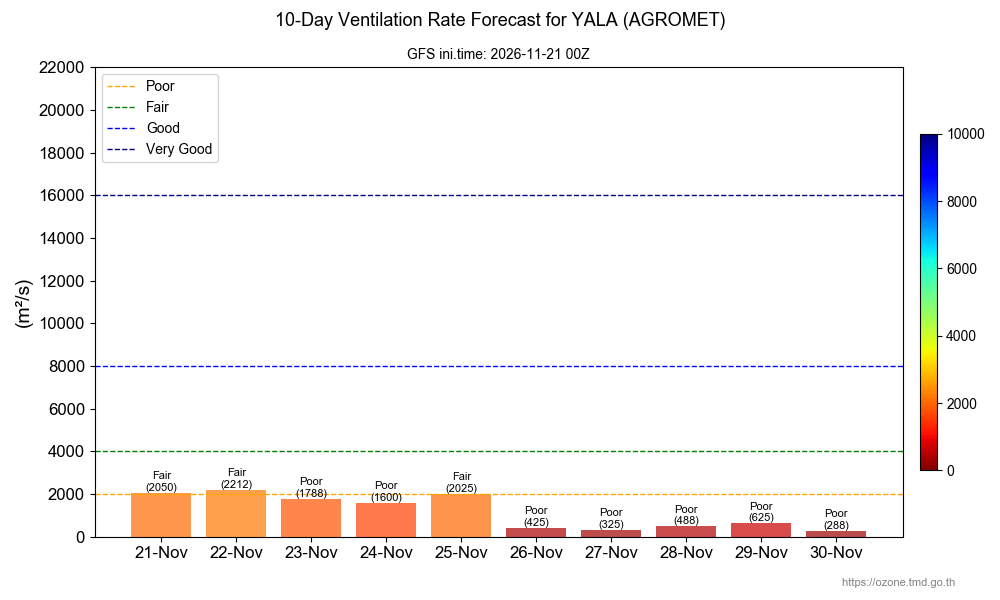 10-Day Ventilation Rate Forecast for YALA (AGROMET)
GFS ini.time: 2026-11-21 00Z
(m²/s)
22000
20000
18000
16000
14000
12000
10000
8000
6000
4000
2000
0
Poor
Fair
Good
Very Good
Fair
(2050)
Fair
(2212)
Poor
(1788)
Poor
(1600)
Fair
(2025)
Poor
(425)
Poor
(325)
Poor
(488)
Poor
(625)
Poor
(288)
21-Nov
22-Nov
23-Nov
24-Nov
25-Nov
26-Nov
27-Nov
28-Nov
29-Nov
30-Nov
10000
8000
6000
4000
2000
0
https://ozone.tmd.go.th